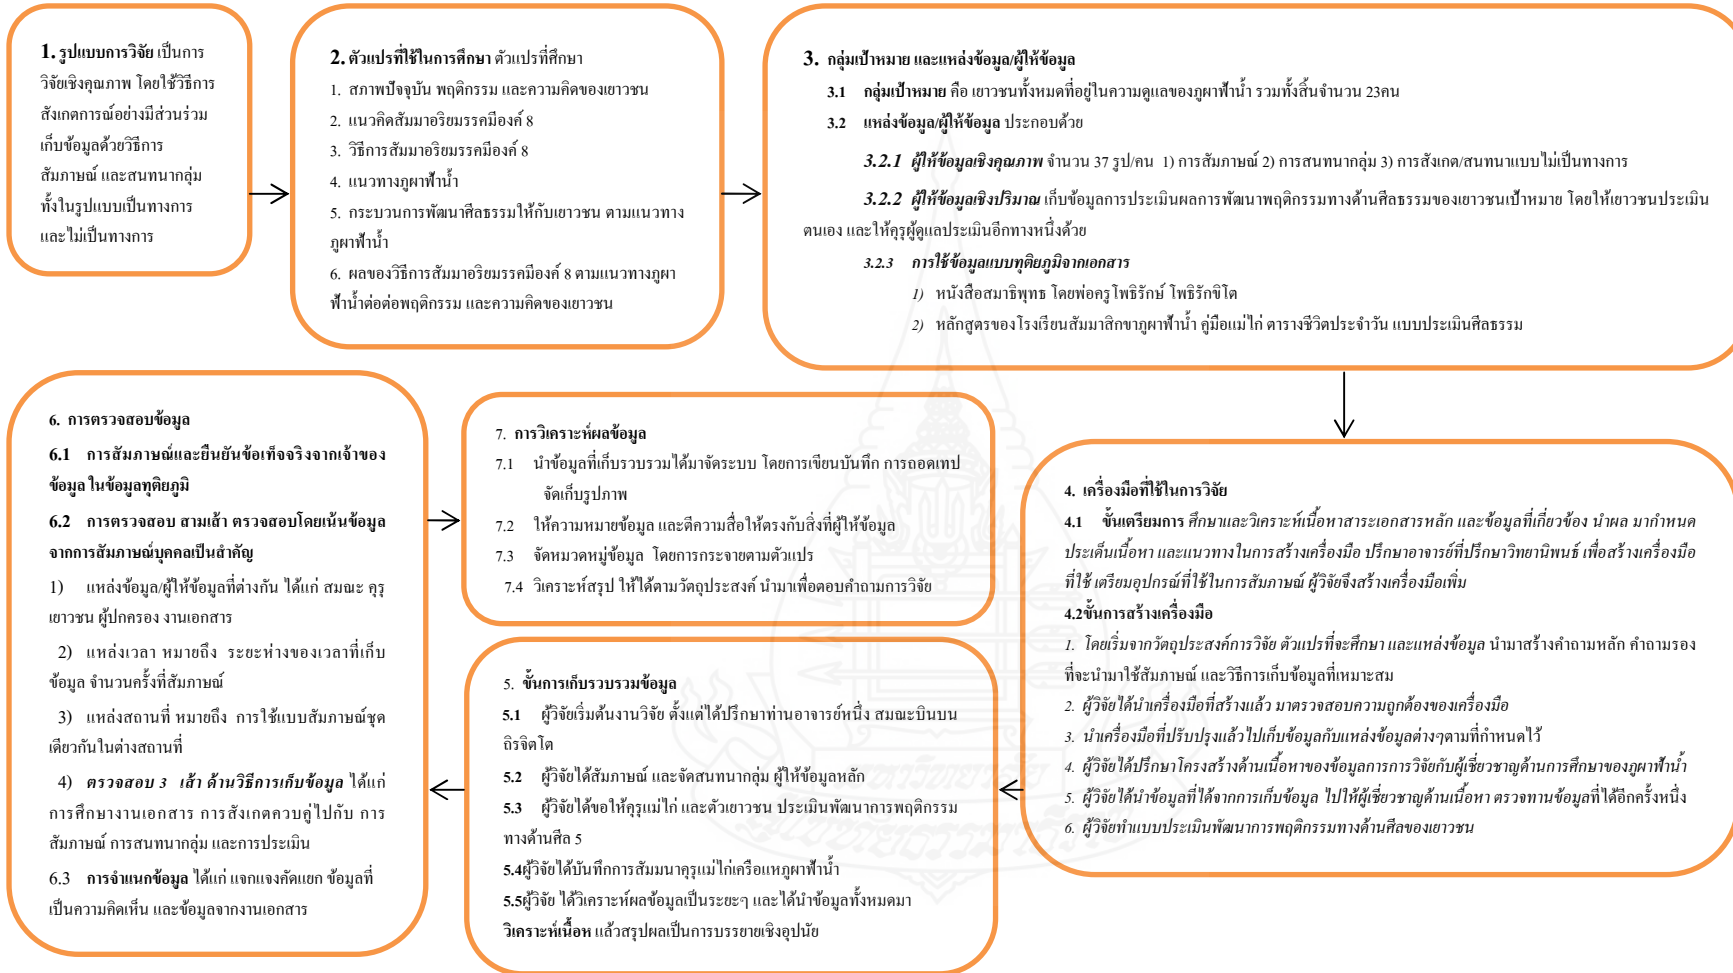 1. รูปแบบการวิจัย เป็นการ
วิจัยเชิงคุณภาพ โดยใช้วิธีการ
สังเกตการณ์อย่างมีส่วนร่วม
เก็บข้อมูลด้วยวิธีการ
สัมภาษณ์ และสนทนากลุ่ม
ทั้งในรูปแบบเป็นทางการ
และไม่เป็นทางการ
2. ตัวแปรที่ใช้ในการศึกษา ตัวแปรที่ศึกษา
1. สภาพปัจจุบัน พฤติกรรม และความคิดของเยาวชน
2. แนวคิดสัมมาอริยมรรคมีองค์ 8
3. วิธีการสัมมาอริยมรรคมีองค์ 8
4. แนวทางภูผาฟ้าน้ำ
5. กระบวนการพัฒนาศีลธรรมให้กับเยาวชน ตามแนวทาง
ภูผาฟ้าน้ำ
6. ผลของวิธีการสัมมาอริยมรรคมีองค์ 8 ตามแนวทางภูผา
ฟ้าน้ำต่อต่อพฤติกรรม และความคิดของเยาวชน
3. กลุ่มเป้าหมาย และแหล่งข้อมูล/ผู้ให้ข้อมูล
3.1 กลุ่มเป้าหมาย คือ เยาวชนทั้งหมดที่อยู่ในความดูแลของภูผาฟ้าน้ำ รวมทั้งสิ้นจำนวน 23คน
3.2 แหล่งข้อมูล/ผู้ให้ข้อมูล ประกอบด้วย
3.2.1 ผู้ให้ข้อมูลเชิงคุณภาพ จำนวน 37 รูป/คน 1) การสัมภาษณ์ 2) การสนทนากลุ่ม 3) การสังเกต/สนทนาแบบไม่เป็นทางการ
3.2.2 ผู้ให้ข้อมูลเชิงปริมาณ เก็บข้อมูลการประเมินผลการพัฒนาพฤติกรรมทางด้านศีลธรรมของเยาวชนเป้าหมาย โดยให้เยาวชนประเมิน
ตนเอง และให้คุรุผู้ดูแลประเมินอีกทางหนึ่งด้วย
3.2.3 การใช้ข้อมูลแบบทุติยภูมิจากเอกสาร
1) หนังสือสมาธิพุทธ โดยพ่อครูโพธิรักษ์ โพธิรักขิโต
2) หลักสูตรของโรงเรียนสัมมาสิกขาภูผาฟ้าน้ำ คู่มือแม่ไก่ ตารางชีวิตประจำวัน แบบประเมินศีลธรรม
4. เครื่องมือที่ใช้ในการวิจัย
4.1 ขั้นเตรียมการ ศึกษาและวิเคราะห์เนื้อหาสาระเอกสารหลัก และข้อมูลที่เกี่ยวข้อง นำผล มากำหนด
ประเด็นเนื้อหา และแนวทางในการสร้างเครื่องมือ ปรึกษาอาจารย์ที่ปรึกษาวิทยานิพนธ์ เพื่อสร้างเครื่องมือ
ที่ใช้ เตรียมอุปกรณ์ที่ใช้ในการสัมภาษณ์ ผู้วิจัยจึงสร้างเครื่องมือเพิ่ม
4.2ขั้นการสร้างเครื่องมือ
1. โดยเริ่มจากวัตถุประสงค์การวิจัย ตัวแปรที่จะศึกษา และแหล่งข้อมูล นำมาสร้างคำถามหลัก คำถามรอง
ที่จะนำมาใช้สัมภาษณ์ และวิธีการเก็บข้อมูลที่เหมาะสม
2. ผู้วิจัยได้นำเครื่องมือที่สร้างแล้ว มาตรวจสอบความถูกต้องของเครื่องมือ
3. นำเครื่องมือที่ปรับปรุงแล้วไปเก็บข้อมูลกับแหล่งข้อมูลต่างๆตามที่กำหนดไว้
4. ผู้วิจัยได้ปรึกษาโครงสร้างด้านเนื้อหาของข้อมูลการการวิจัยกับผู้เชี่ยวชาญด้านการศึกษาของภูผาฟ้าน้ำ
5. ผู้วิจัยได้นำข้อมูลที่ได้จากการเก็บข้อมูล ไปให้ผู้เชี่ยวชาญด้านเนื้อหา ตรวจทานข้อมูลที่ได้อีกครั้งหนึ่ง
6. ผู้วิจัยทำแบบประเมินพัฒนาการพฤติกรรมทางด้านศีลของเยาวชน
5. ขั้นการเก็บรวบรวมข้อมูล
5.1 ผู้วิจัยเริ่มต้นงานวิจัย ตั้งแต่ได้ปรึกษาท่านอาจารย์หนึ่ง สมณะบินบน
ถิรจิตโต
5.2 ผู้วิจัยได้สัมภาษณ์ และจัดสนทนากลุ่ม ผู้ให้ข้อมูลหลัก
5.3 ผู้วิจัยได้ขอให้คุรุแม่ไก่ และตัวเยาวชน ประเมินพัฒนาการพฤติกรรม
ทางด้านศีล 5
5.4ผู้วิจัยได้บันทึกการสัมมนาคุรุแม่ไก่เครือแหภูผาฟ้าน้ำ
5.5ผู้วิจัย ได้วิเคราะห์ผลข้อมูลเป็นระยะๆ และได้นำข้อมูลทั้งหมดมา
วิเคราะห์เนื้อห แล้วสรุปผลเป็นการบรรยายเชิงอุปนัย
6. การตรวจสอบข้อมูล
6.1 การสัมภาษณ์และยืนยันข้อเท็จจริงจากเจ้าของ
ข้อมูล ในข้อมูลทุติยภูมิ
6.2 การตรวจสอบ สามเส้า ตรวจสอบโดยเน้นข้อมูล
จากการสัมภาษณ์บุคคลเป็นสำคัญ
1) แหล่งข้อมูล/ผู้ให้ข้อมูลที่ต่างกัน ได้แก่ สมณะ คุรุ
เยาวชน ผู้ปกครอง งานเอกสาร
2) แหล่งเวลา หมายถึง ระยะห่างของเวลาที่เก็บ
ข้อมูล จำนวนครั้งที่สัมภาษณ์
3) แหล่งสถานที่ หมายถึง การใช้แบบสัมภาษณ์ชุด
เดียวกันในต่างสถานที่
4) ตรวจสอบ 3 เส้า ด้านวิธีการเก็บข้อมูล ได้แก่
การศึกษางานเอกสาร การสังเกตควบคู่ไปกับ การ
สัมภาษณ์ การสนทนากลุ่ม และการประเมิน
6.3 การจำแนกข้อมูล ได้แก่ แจกแจงคัดแยก ข้อมูลที่
เป็นความคิดเห็น และข้อมูลจากงานเอกสาร
7. การวิเคราะห์ผลข้อมูล
7.1 นำข้อมูลที่เก็บรวบรวมได้มาจัดระบบ โดยการเขียนบันทึก การถอดเทป
จัดเก็บรูปภาพ
7.2 ให้ความหมายข้อมูล และตีความสื่อให้ตรงกับสิ่งที่ผู้ให้ข้อมูล
7.3 จัดหมวดหมู่ข้อมูล โดยการกระจายตามตัวแปร
7.4 วิเคราะห์สรุป ให้ได้ตามวัตถุประสงค์ นำมาเพื่อตอบคำถามการวิจัย